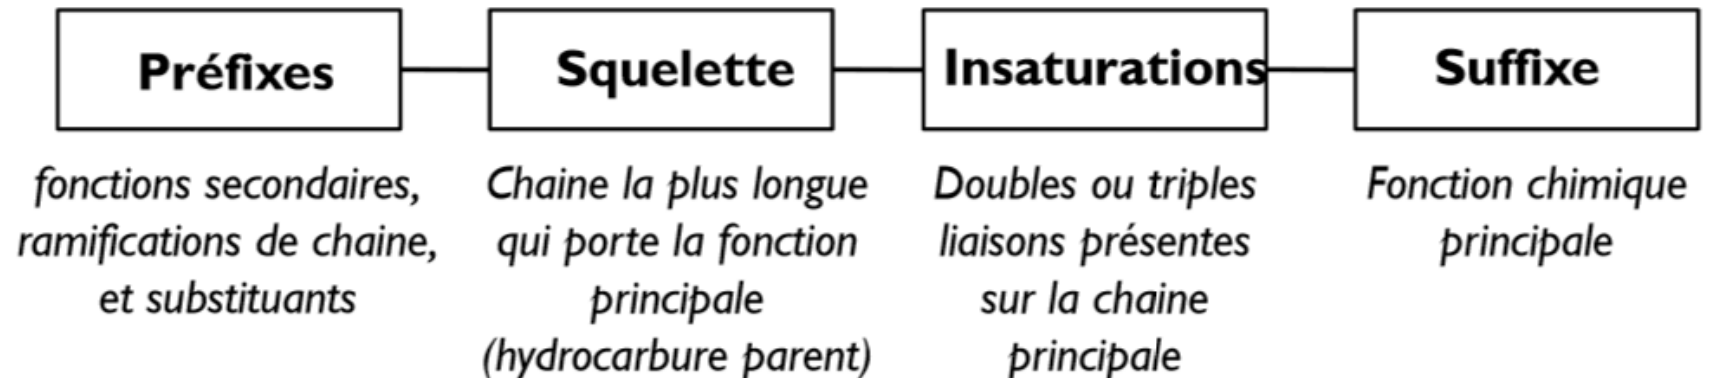 Préfixes
fonctions secondaires,
ramifications de chaine,
et substituants
Squelette
Chaine la plus longue
qui porte la fonction
principale
(hydrocarbure parent)
Insaturations
Doubles ou triples
liaisons présentes
sur la chaine
principale
Suffixe
Fonction chimique
principale